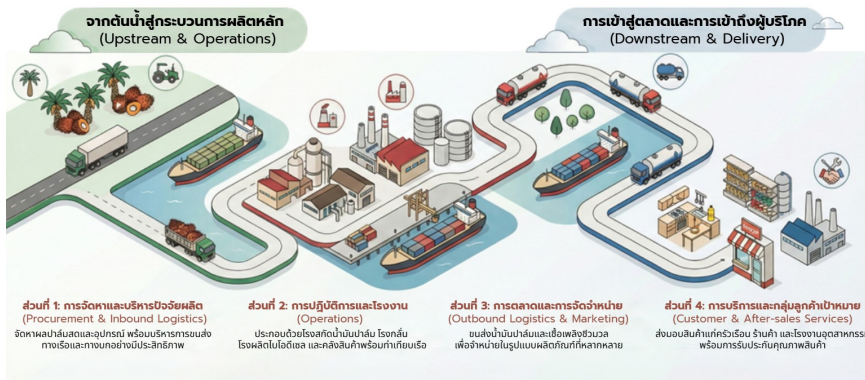 จากต้นน้ำสู่กระบวนการผลิตหลัก
(Upstream & Operations)
การเข้าสู่ตลาดและการเข้าถึงผู้บริโภค
(Downstream & Delivery)
ส่วนที่ 1: การจัดหาและบริหารปัจจัยผลิต
(Procurement & Inbound Logistics)
จัดหาผลปาล์มสดและอุปกรณ์ พร้อมบริหารการขนส่ง
ทางเรือและทางบกอย่างมีประสิทธิภาพ
ส่วนที่ 2: การปฏิบัติการและโรงงาน
(Operations)
ประกอบด้วยโรงสกัดน้ำมันปาล์ม โรงกลั่น
โรงผลิตไบโอดีเซล และคลังสินค้าพร้อมท่าเทียบเรือ
ส่วนที่ 3: การตลาดและการจัดจำหน่าย
(Outbound Logistics & Marketing)
ขนส่งน้ำมันปาล์มและเชื้อเพลิงชีวมวล
เพื่อจำหน่ายในรูปแบบผลิตภัณฑ์ที่หลากหลาย
ส่วนที่ 4: การบริการและกลุ่มลูกค้าเป้าหมาย
(Customer & After-sales Services)
ส่งมอบสินค้าแก่ครัวเรือน ร้านค้า และโรงงานอุตสาหกรร
พร้อมการรับประกันคุณภาพสินค้า